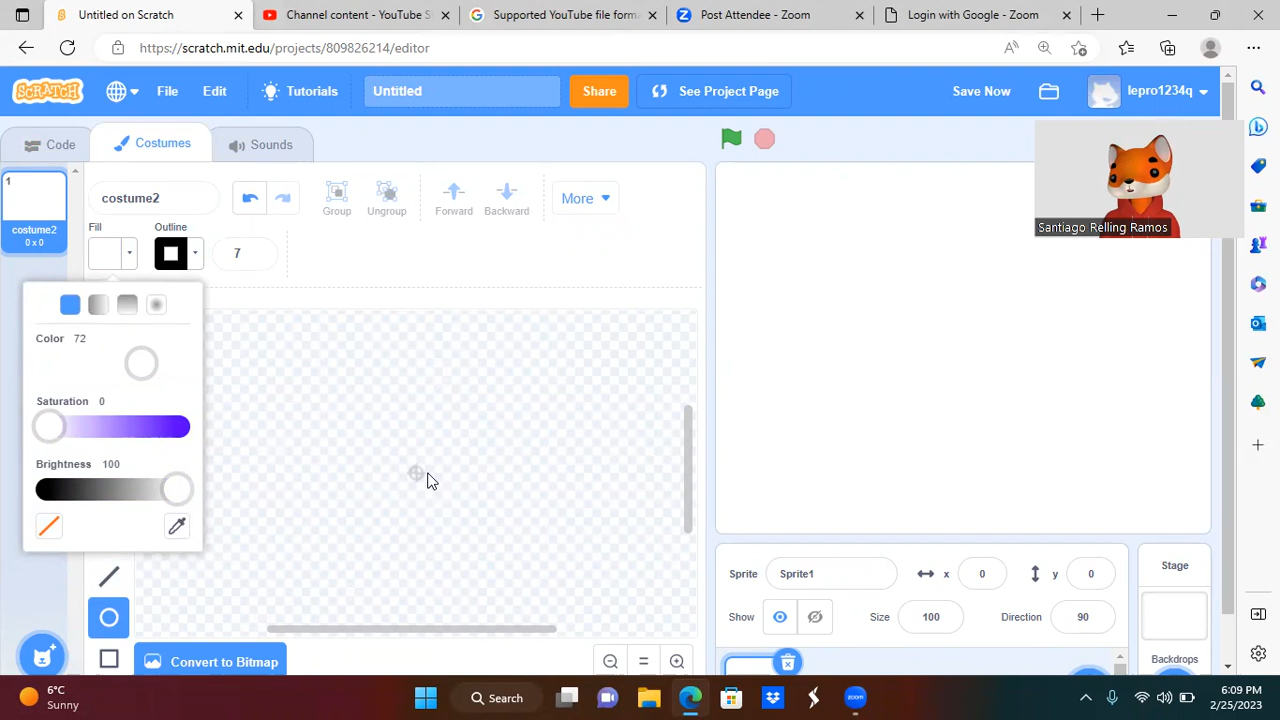 Untitled on Scratch
Channel content - YouTube S
Supported YouTube file forma
Post Attendee - Zoom
Login with Google - Zoom
https://scratch.mit.edu/projects/809826214/editor
SCRATCH
File
Edit
Tutorials
Untitled
Share
See Project Page
Save Now
lepro1234q
Code
Costumes
Sounds
1
costume2
0 x 0
costume2
Group
Ungroup
Forward
Backward
More
Fill
Outline
7
Santiago Relling Ramos
Color 72
Saturation 0
Brightness 100
Convert to Bitmap
Sprite
Sprite1
x
0
y
0
Show
Size
100
Direction
90
Stage
Backdrops
6°C
Sunny
Search
zoom
6:09 PM
2/25/2023